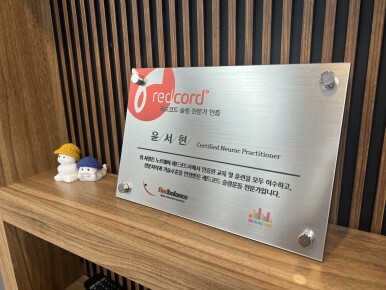 redcord
레드코드 슬링 전문가 인증
윤/서/현/ Certified Neurac Practitioner
위 사람은 노르웨이 레드코드사에서 인증된 교육 및 훈련을 모두 이수하고,
전문지식과 기술수준을 인정받은 레드코드 슬링운동 전문가입니다.
Redbalance